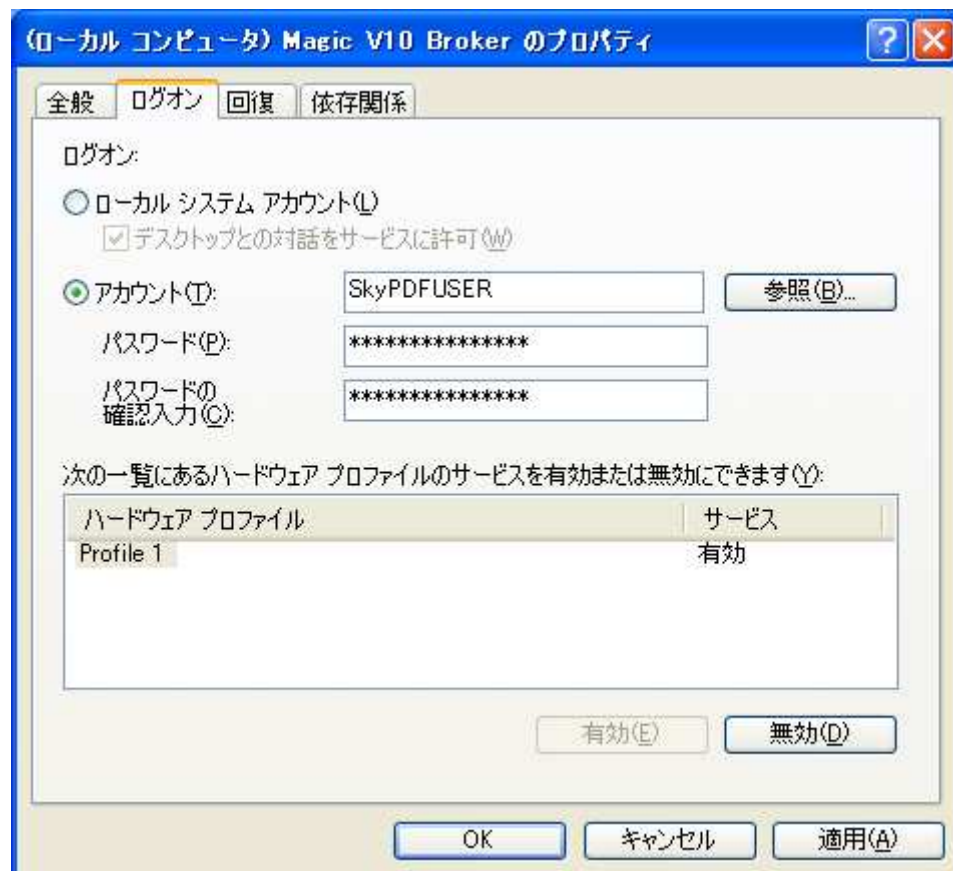 (ローカル コンピュータ) Magic V10 Broker のプロパティ
全般 ログオン 回復 依存関係
ログオン:
ローカル システム アカウント(L)
デスクトップとの対話をサービスに許可(W)
アカウント(T): SkyPDFUSER 参照(B)...
パスワード(P): ***************
パスワードの
確認入力(C): ***************
次の一覧にあるハードウェア プロファイルのサービスを有効または無効にできます(Y):
ハードウェア プロファイル サービス
Profile 1 有効
有効(E) 無効(D)
OK キャンセル 適用(A)